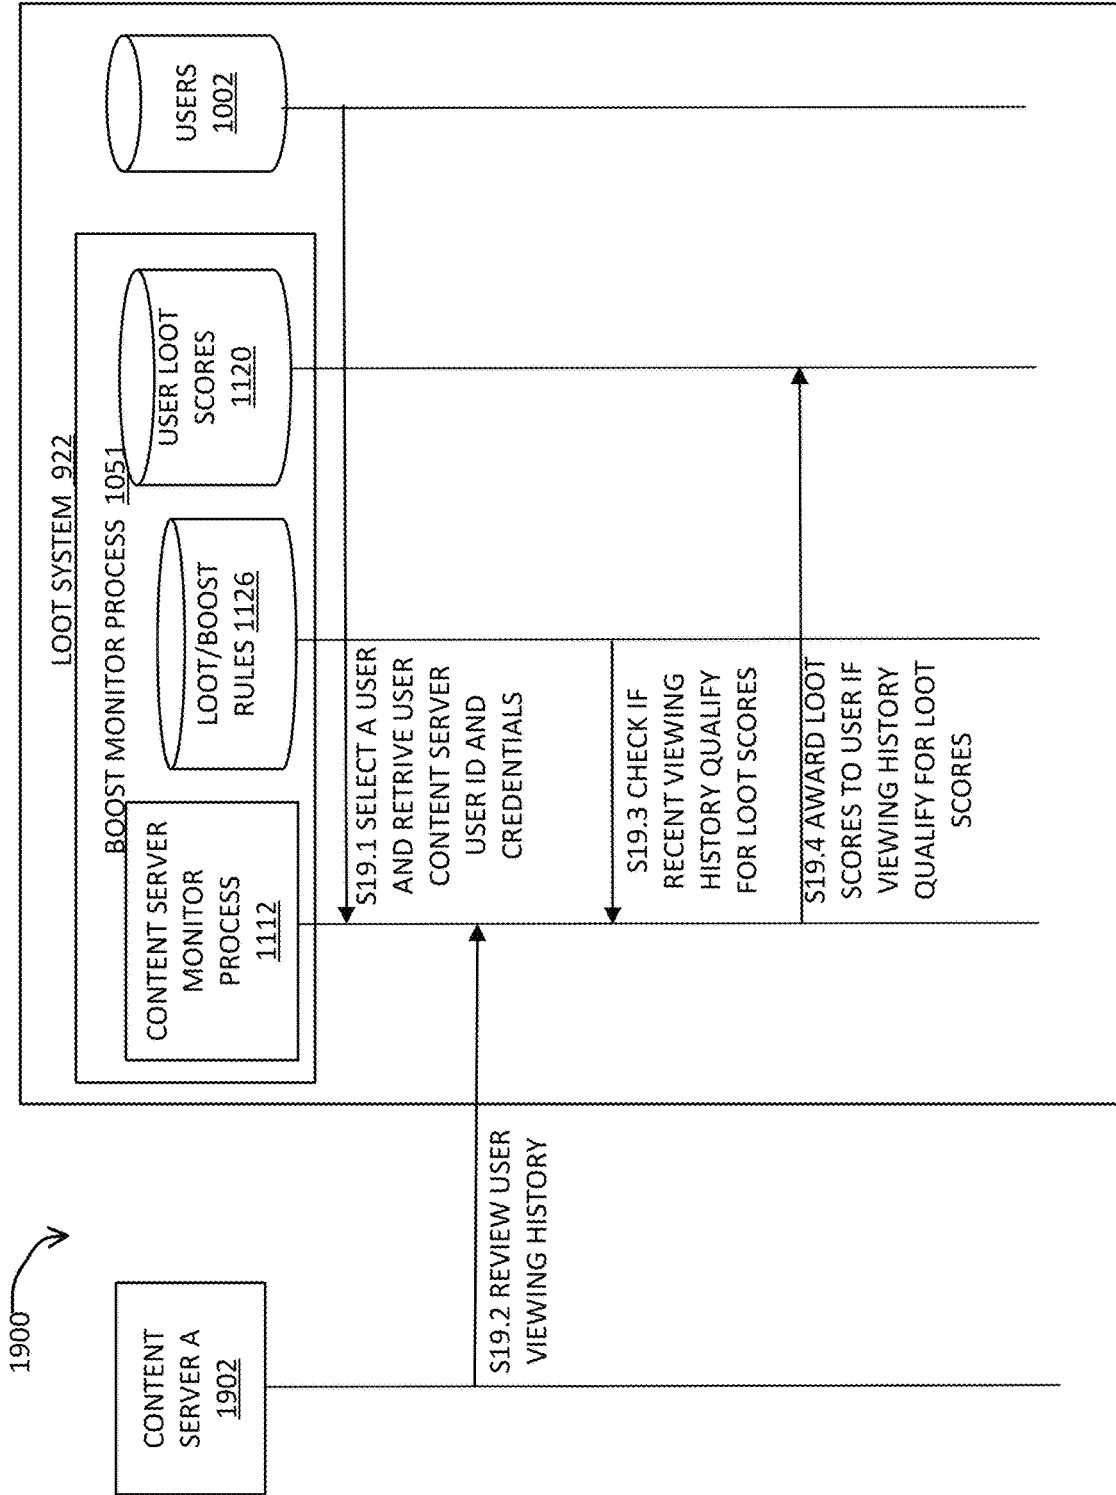 1900
LOOT SYSTEM 922
BOOST MONITOR PROCESS 1051
CONTENT
SERVER A
1902
CONTENT SERVER
MONITOR
PROCESS
1112
LOOT/BOOST
RULES 1126
USER LOOT
SCORES
1120
USERS
1002
S19.1 SELECT A USER
AND RETRIVE USER
CONTENT SERVER
USER ID AND
CREDENTIALS
S19.2 REVIEW USER
VIEWING HISTORY
S19.3 CHECK IF
RECENT VIEWING
HISTORY QUALIFY
FOR LOOT SCORES
S19.4 AWARD LOOT
SCORES TO USER IF
VIEWING HISTORY
QUALIFY FOR LOOT
SCORES